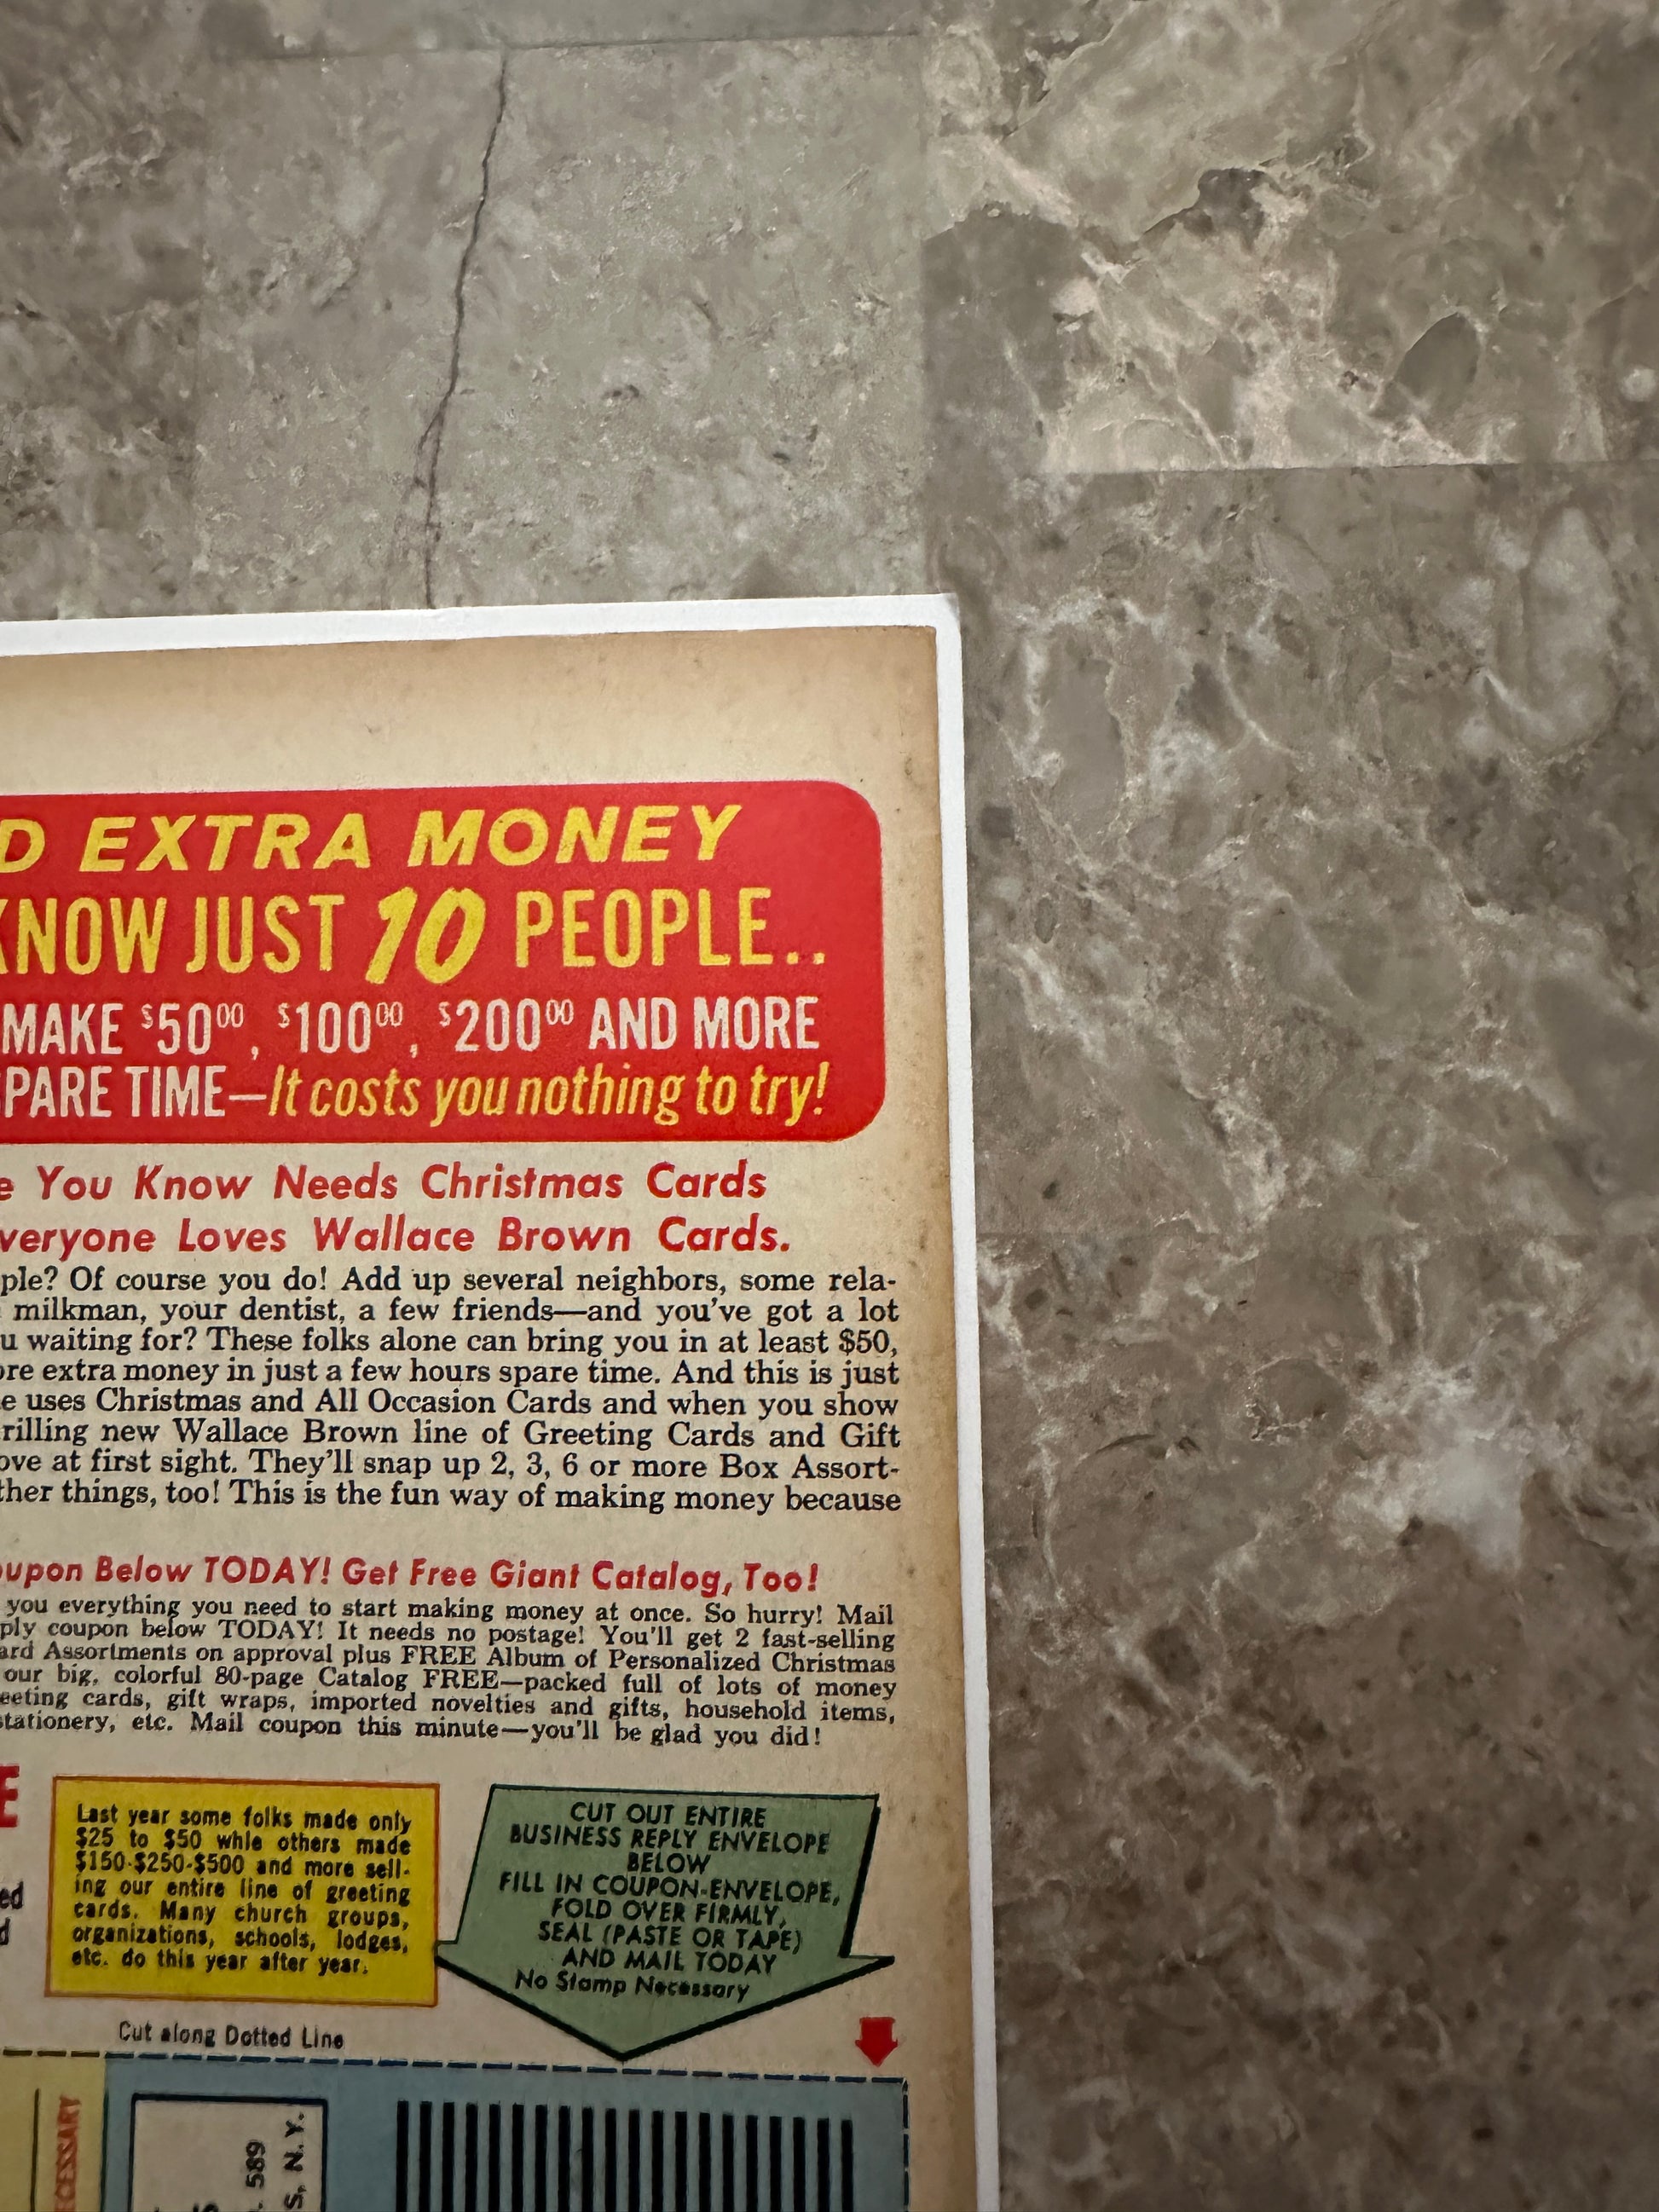 D EXTRA MONEY
KNOW JUST 10 PEOPLE..
MAKE $5000, $10000, $20000 AND MORE
SPARE TIME—It costs you nothing to try!
e You Know Needs Christmas Cards
veryone Loves Wallace Brown Cards.
ple? Of course you do! Add up several neighbors, some rela-
milkman, your dentist, a few friends—and you've got a lot
u waiting for? These folks alone can bring you in at least $50,
ore extra money in just a few hours spare time. And this is just
e uses Christmas and All Occasion Cards and when you show
rilling new Wallace Brown line of Greeting Cards and Gift
ove at first sight. They'll snap up 2, 3, 6 or more Box Assort-
ther things, too! This is the fun way of making money because
oupon Below TODAY! Get Free Giant Catalog, Too!
you everything you need to start making money at once. So hurry! Mail
ply coupon below TODAY! It needs no postage! You'll get 2 fast-selling
ard Assortments on approval plus FREE Album of Personalized Christmas
our big, colorful 80-page Catalog FREE—packed full of lots of money
eeting cards, gift wraps, imported novelties and gifts, household items,
stationery, etc. Mail coupon this minute—you'll be glad you did!
E
ed
d
Last year some folks made only
$25 to $50 whle others made
$150-$250-$500 and more sell-
ing our entire line of greeting
cards. Many church groups,
organizations, schools, lodges,
etc. do this year after year.
CUT OUT ENTIRE
BUSINESS REPLY ENVELOPE
BELOW
FILL IN COUPON-ENVELOPE,
FOLD OVER FIRMLY,
SEAL (PASTE OR TAPE)
AND MAIL TODAY
No Stamp Necessary
Cut along Dotted Line
ECESSARY
. 589
S, N. Y.